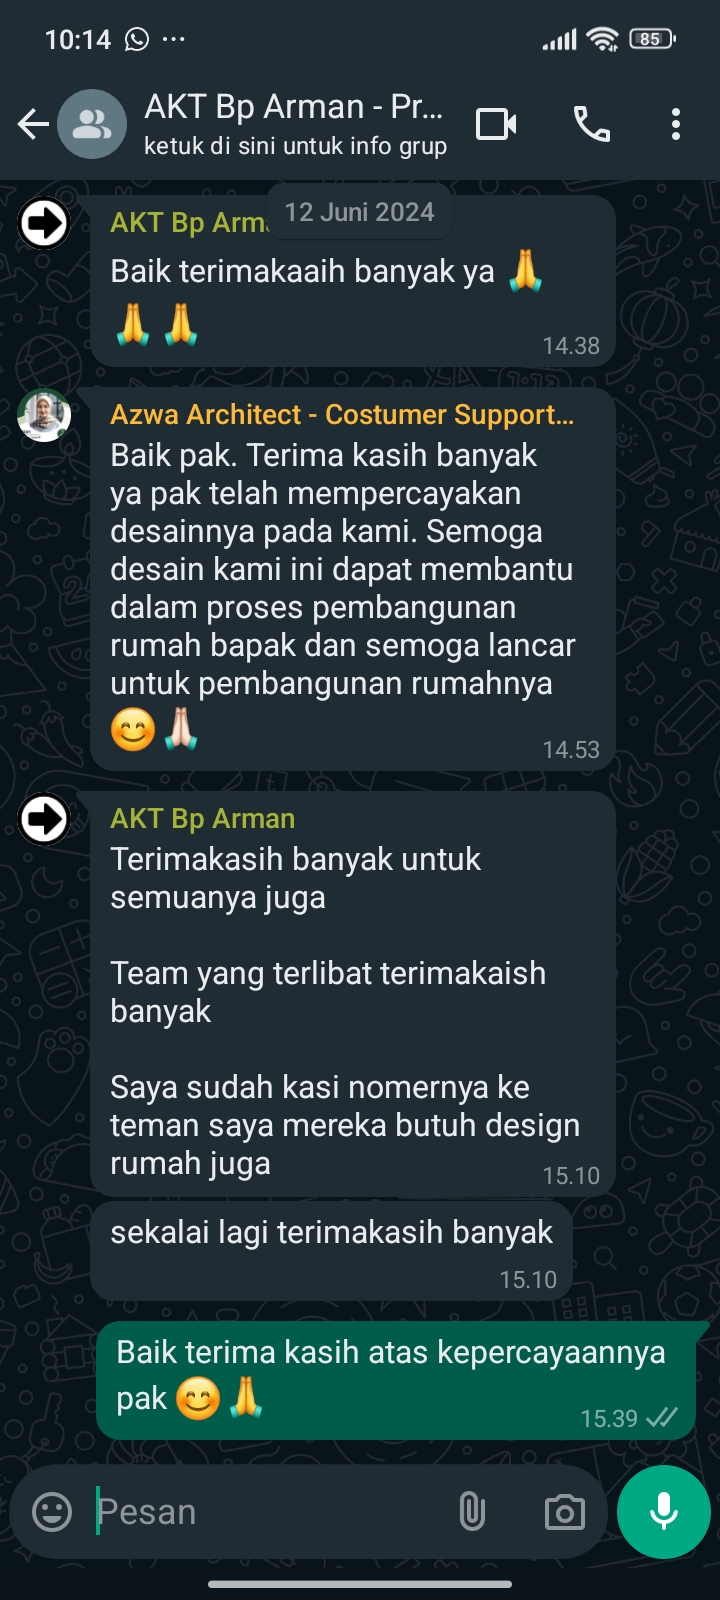 10:14
85
AKT Bp Arman - Pr...
ketuk di sini untuk info grup
12 Juni 2024
AKT Bp Arma
Baik terimakaaih banyak ya 🙏
🙏🙏
14.38
Azwa Architect - Costumer Support...
Baik pak. Terima kasih banyak
ya pak telah mempercayakan
desainnya pada kami. Semoga
desain kami ini dapat membantu
dalam proses pembangunan
rumah bapak dan semoga lancar
untuk pembangunan rumahnya
😊🙏🏻
14.53
AKT Bp Arman
Terimakasih banyak untuk
semuanya juga
Team yang terlibat terimakaish
banyak
Saya sudah kasi nomernya ke
teman saya mereka butuh design
rumah juga
15.10
sekalai lagi terimakasih banyak
15.10
Baik terima kasih atas kepercayaannya
pak 😊🙏
15.39
Pesan